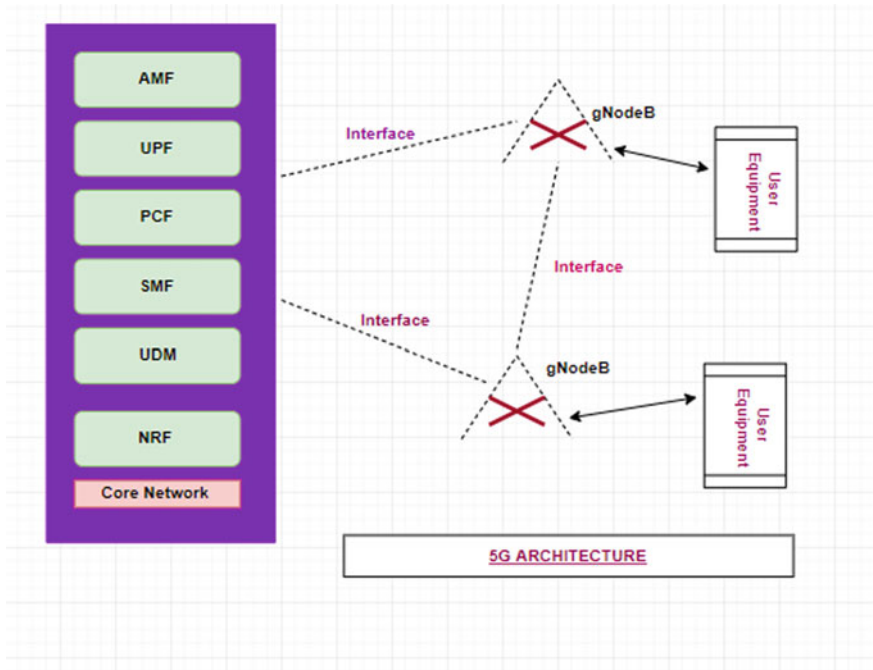 AMF
UPF
PCF
SMF
UDM
NRF
Core Network
Interface
gNodeB
User
Equipment
Interface
Interface
gNodeB
User
Equipment
5G ARCHITECTURE